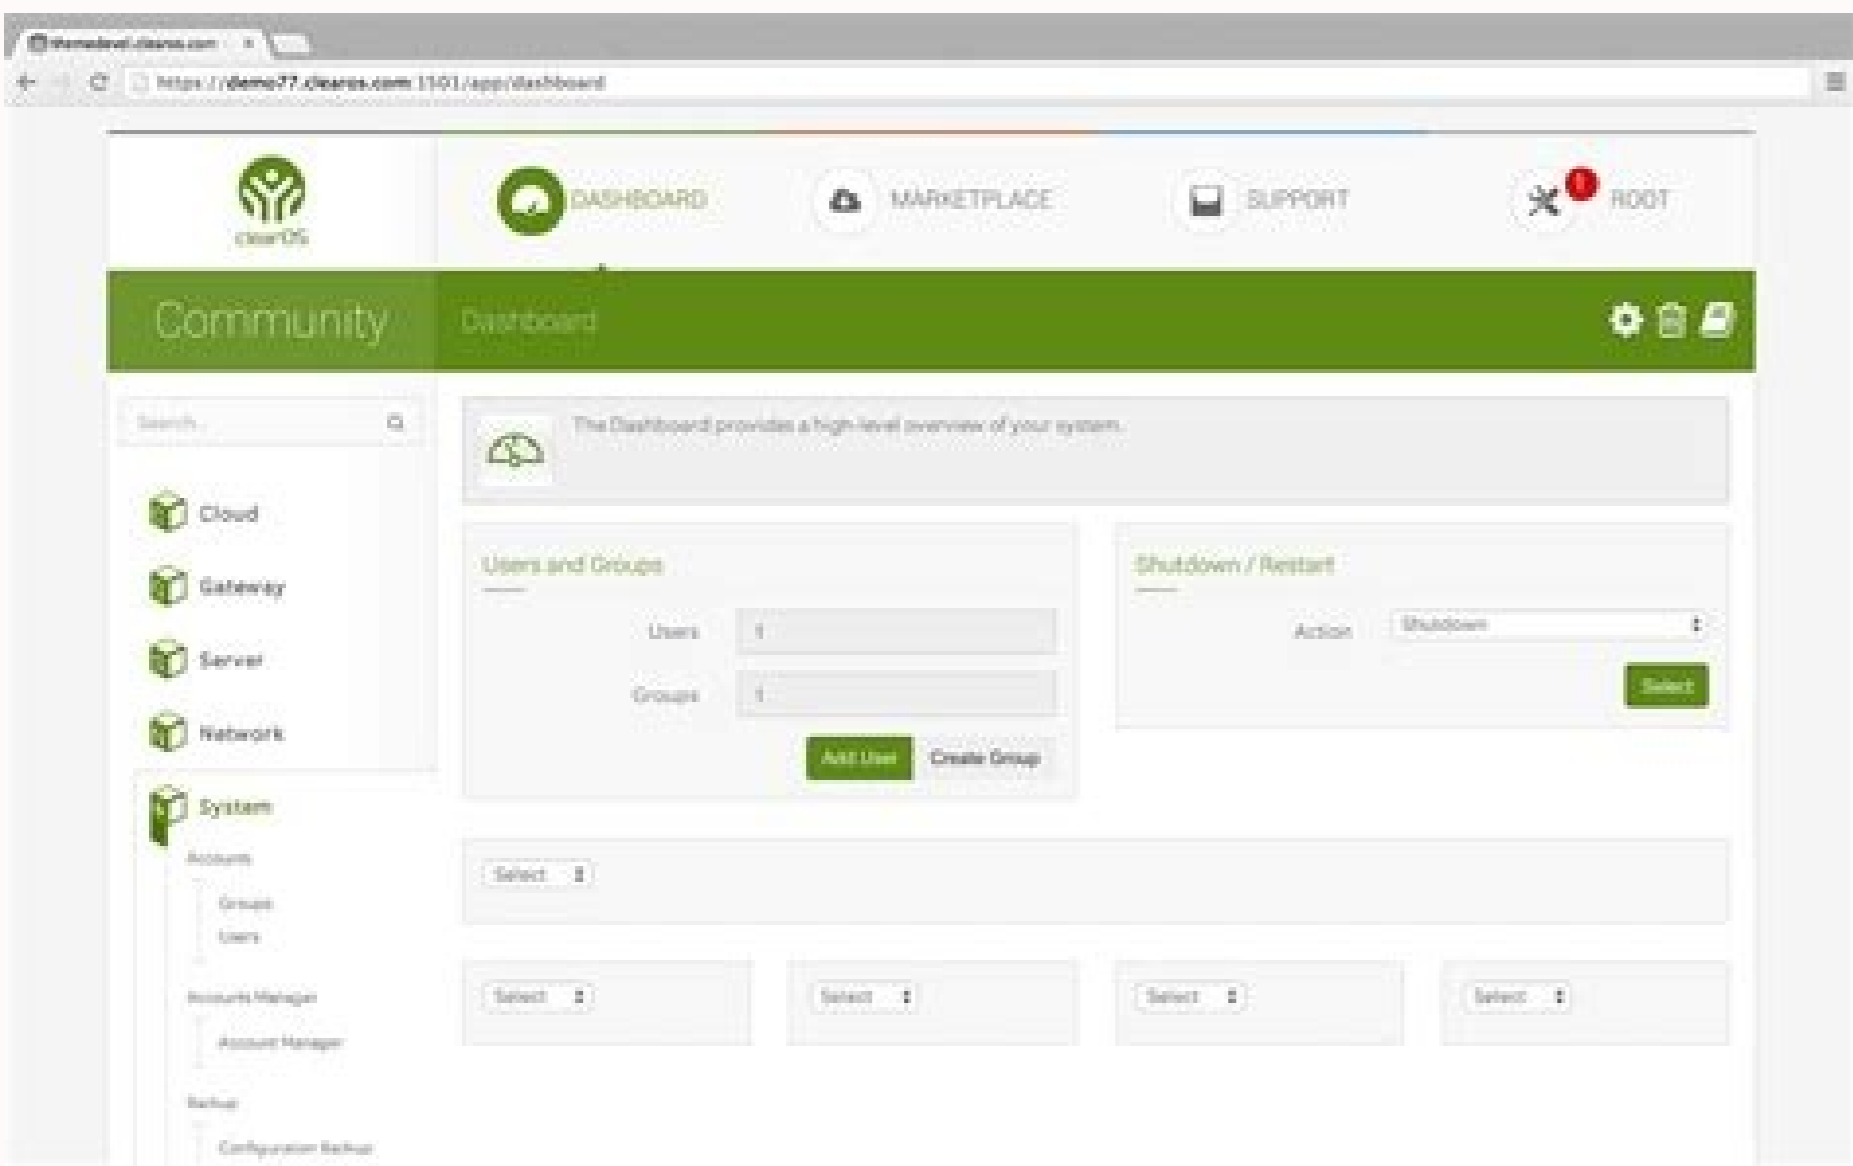 themedevel.clearos.com
https://demo77.clearos.com:1501/app/dashboard
clearOS
DASHBOARD
MARKETPLACE
SUPPORT
!
ROOT
Community
Dashboard
Search...
The Dashboard provides a high-level overview of your system.
Cloud
Gateway
Server
Network
System
Accounts
Groups
Users
Accounts Manager
Account Manager
Backup
Configuration Backup
Users and Groups
Users
1
Groups
1
Add User
Create Group
Shutdown / Restart
Action
Shutdown
Select
Select
Select
Select
Select
Select